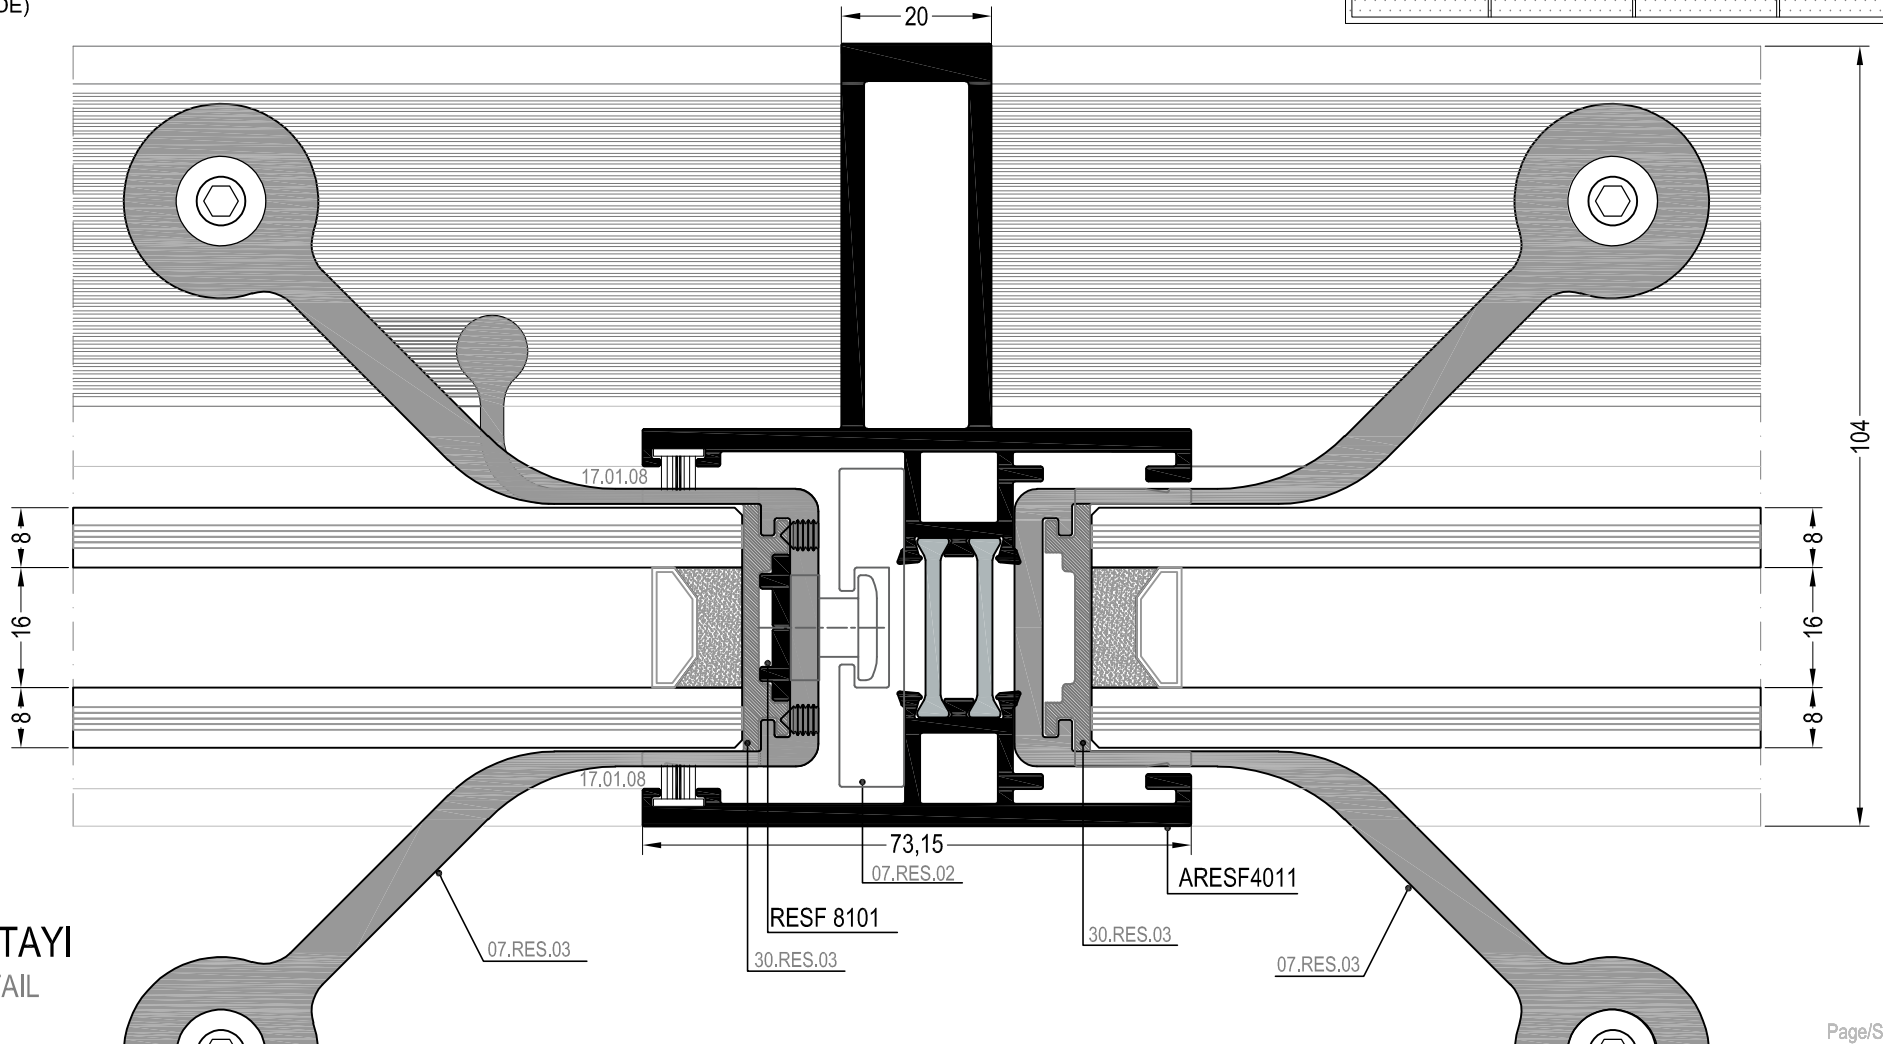 DE)
20
104
17.01.08
8
8
16
16
8
8
17.01.08
73,15
07.RES.02
ARESF4011
RESF 8101
TAYI
30.RES.03
07.RES.03
30.RES.03
07.RES.03
TAIL
Page/S